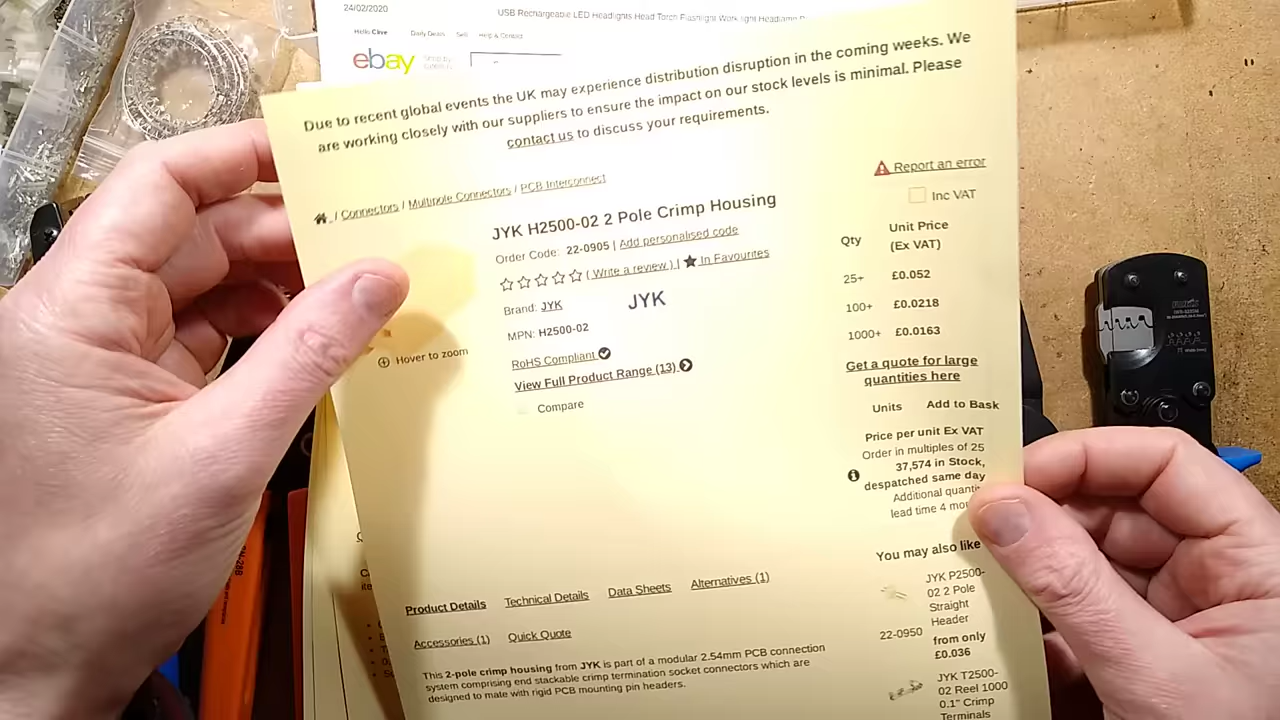 24/02/2020
USB Rechargeable LED Headlights Head Torch Flashlight Work light Headlamp
Hello Clive
Daily Deals
Sell
Help & Contact
ebay
Shop by
Due to recent global events the UK may experience distribution disruption in the coming weeks. We
are working closely with our suppliers to ensure the impact on our stock levels is minimal. Please
contact us to discuss your requirements.
Report an error
/ Connectors / Multipole Connectors / PCB Interconnect
Inc VAT
JYK H2500-02 2 Pole Crimp Housing
Order Code: 22-0905 | Add personalised code
( Write a review ) | In Favourites
Brand: JYK
JYK
MPN: H2500-02
RoHS Compliant
View Full Product Range (13)
Compare
Hover to zoom
Qty
Unit Price
(Ex VAT)
25+ £0.052
100+ £0.0218
1000+ £0.0163
Get a quote for large
quantities here
Units
Add to Bask
Price per unit Ex VAT
Order in multiples of 25
37,574 in Stock,
despatched same day
Additional
lead time 4
You may also like
JYK P2500-
02 2 Pole
Straight
Header
22-0950
from only
£0.036
JYK T2500-
02 Reel 1000
0.1" Crimp
Terminals
Product Details
Technical Details
Data Sheets
Alternatives (1)
Accessories (1)
Quick Quote
This 2-pole crimp housing from JYK is part of a modular 2.54mm PCB connection
system comprising end stackable crimp termination socket connectors which are
designed to mate with rigid PCB mounting pin headers.